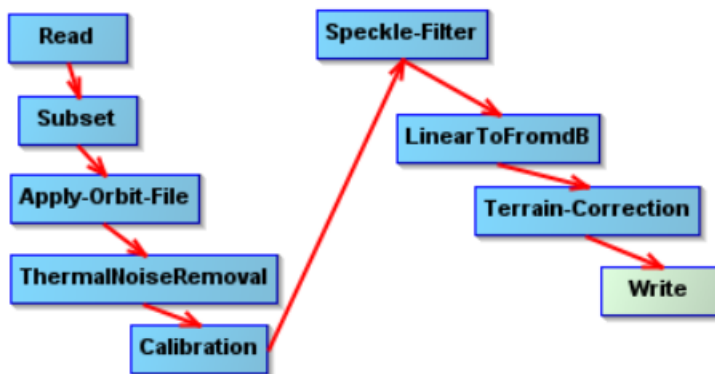 Read
Subset
Apply-Orbit-File
ThermalNoiseRemoval
Calibration
Speckle-Filter
LinearToFromdB
Terrain-Correction
Write